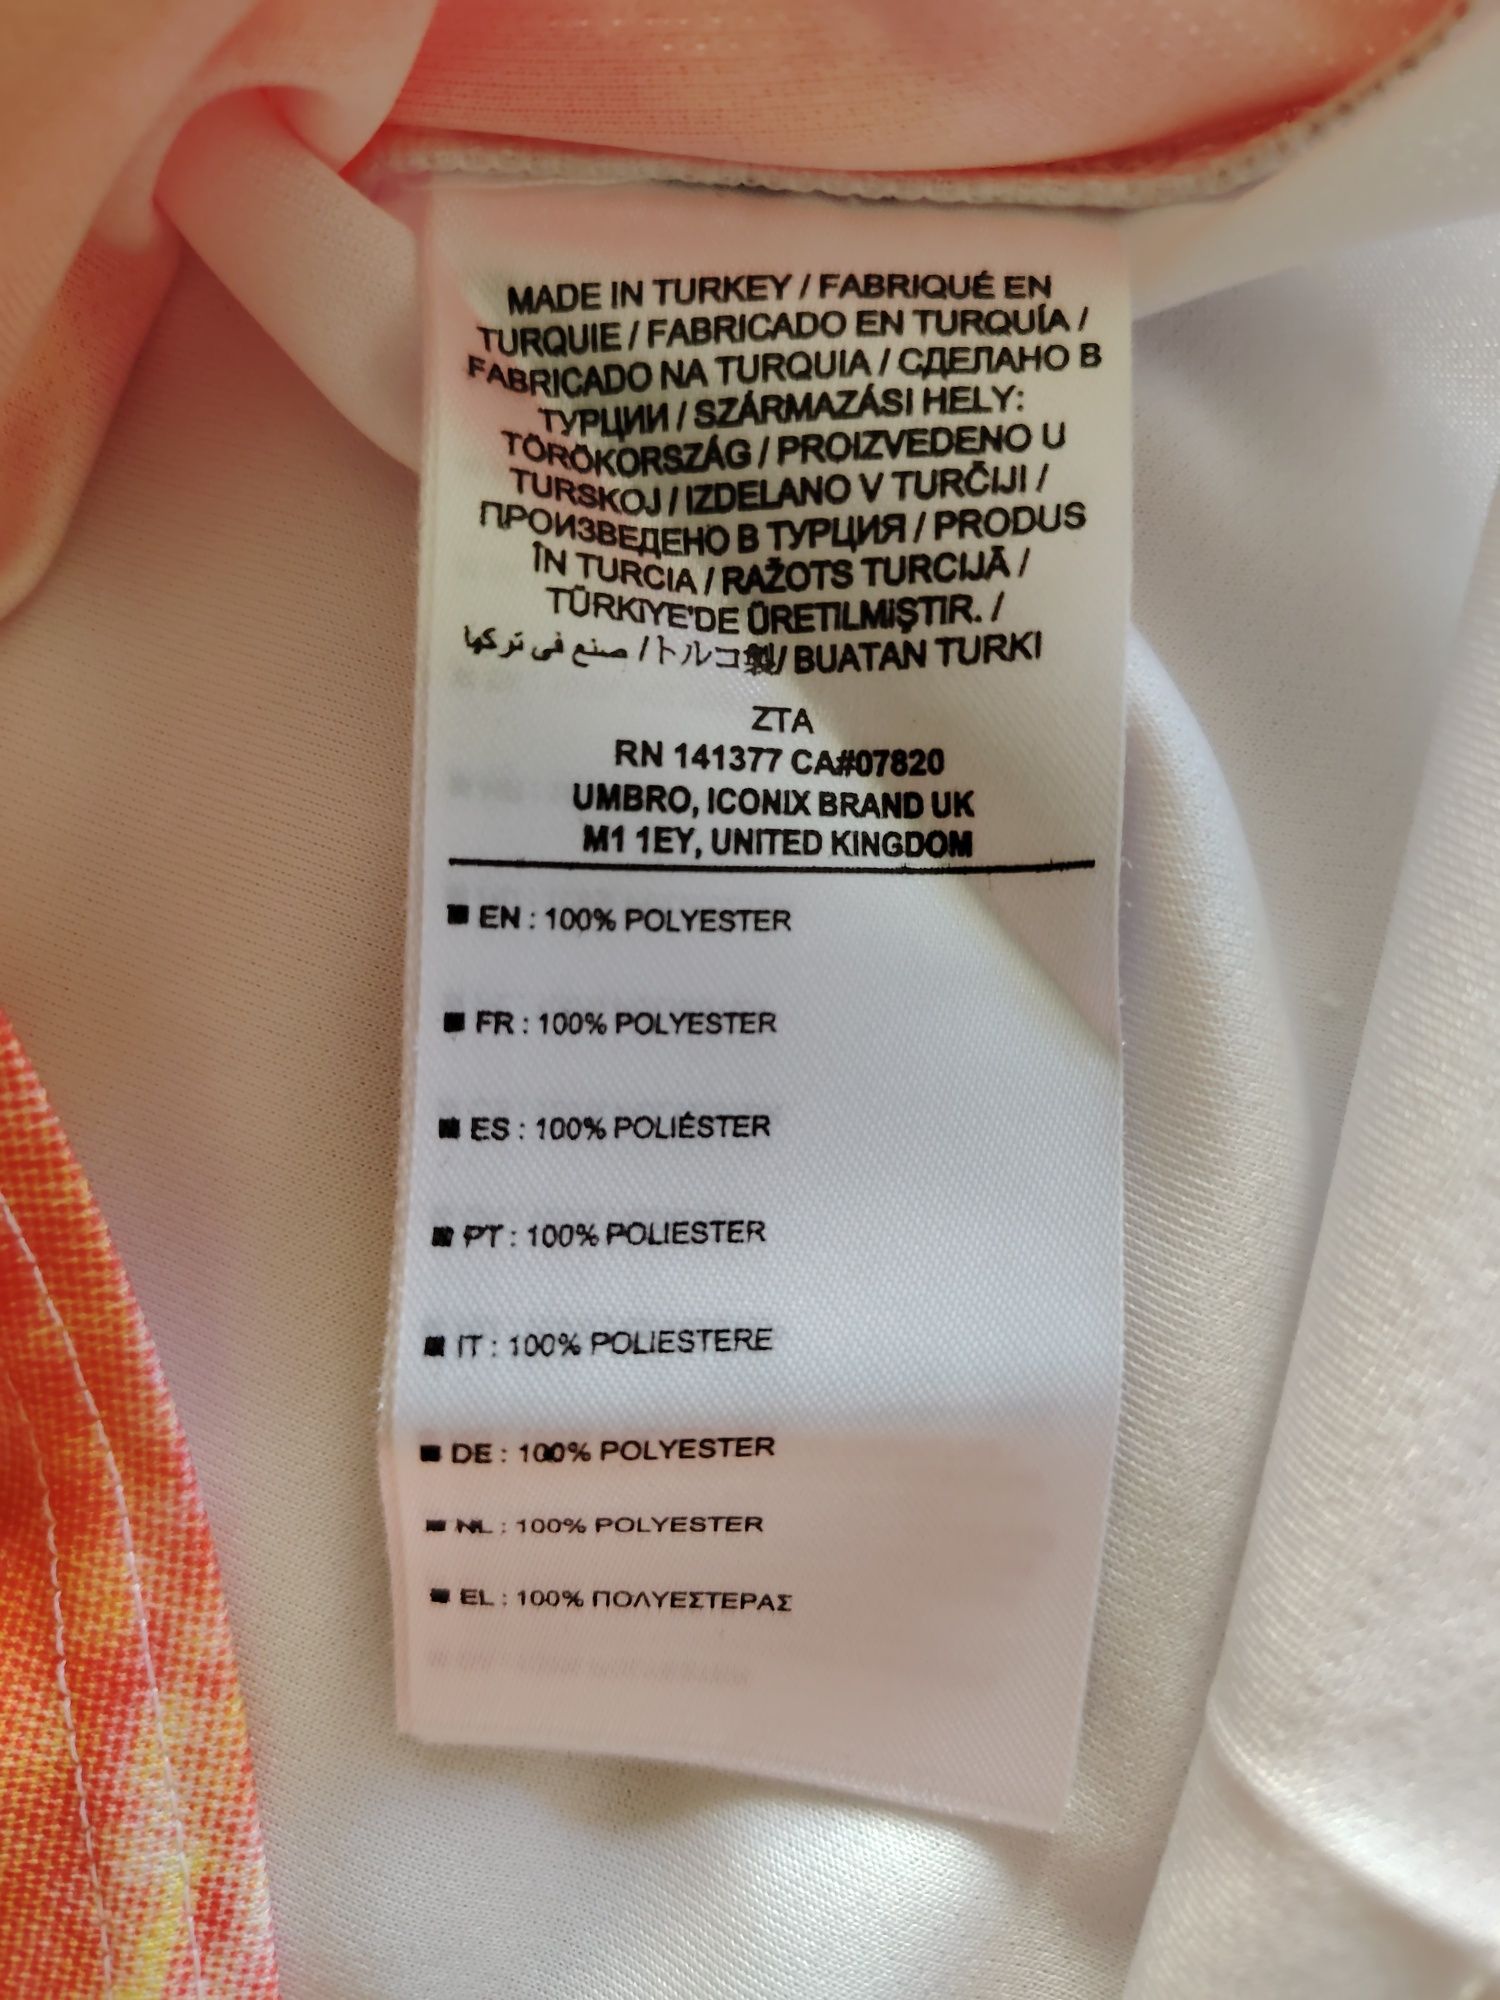 MADE IN TURKEY / FABRIQUÉ EN
TURQUIE / FABRICADO EN TURQUÍA /
FABRICADO NA TURQUIA / СДЕЛАНО В
ТУРЦИИ / SZÁRMAZÁSI HELY:
TÖRÖKORSZÁG / PROIZVEDENO U
TURSKOJ / IZDELANO V TURČIJI /
ПРОИЗВЕДЕНО В ТУРЦИЯ / PRODUS
ÎN TURCIA / RAŽOTS TURCIJĀ /
TÜRKIYE'DE ÜRETILMIŞTIR. /
صنع في تركيا / トルコ製/ BUATAN TURKI
ZTA
RN 141377 CA#07820
UMBRO, ICONIX BRAND UK
M1 1EY, UNITED KINGDOM
■ EN : 100% POLYESTER
■ FR : 100% POLYESTER
■ ES : 100% POLIÉSTER
■ PT : 100% POLIESTER
■ IT : 100% POLIESTERE
■ DE : 100% POLYESTER
■ NL : 100% POLYESTER
■ EL : 100% ΠΟΛΥΕΣΤΕΡΑΣ